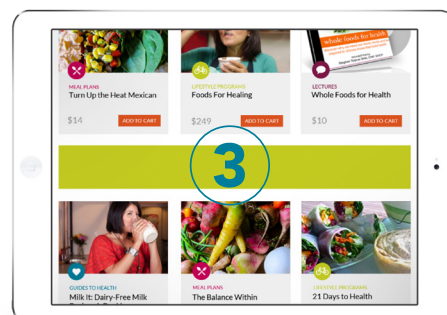 whole foods for health
MEAL PLANS
Turn Up the Heat Mexican
$14
ADD TO CART
LIFESTYLE PROGRAMS
Foods For Healing
$249
ADD TO CART
LECTURES
Whole Foods for Health
$10
ADD TO CART
3
GUIDES TO HEALTH
Milk It: Dairy-Free Milk
MEAL PLANS
The Balance Within
LIFESTYLE PROGRAMS
21 Days to Health